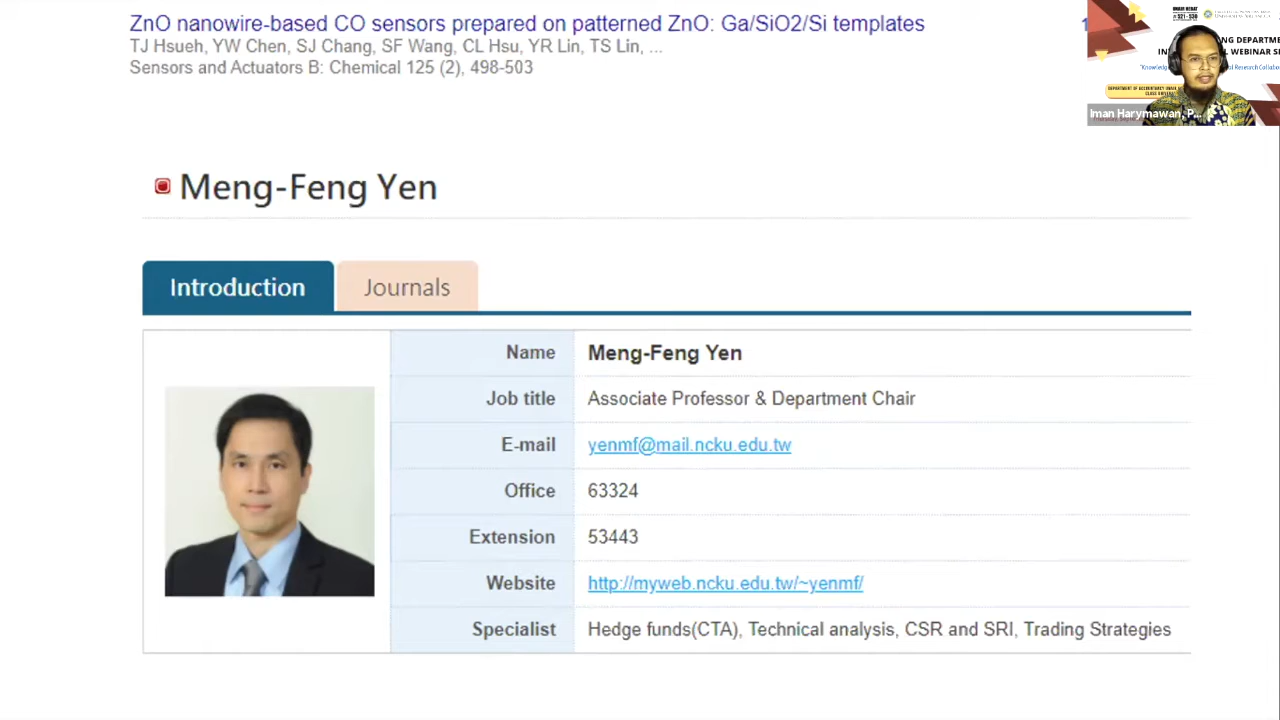 ZnO nanowire-based CO sensors prepared on patterned ZnO: Ga/SiO2/Si templates
TJ Hsueh, YW Chen, SJ Chang, SF Wang, CL Hsu, YR Lin, TS Lin, ...
Sensors and Actuators B: Chemical 125 (2), 498-503
Iman Harymawan, P...
Meng-Feng Yen
Introduction
Journals
Name Meng-Feng Yen
Job title Associate Professor & Department Chair
E-mail yenmf@mail.ncku.edu.tw
Office 63324
Extension 53443
Website http://myweb.ncku.edu.tw/~yenmf/
Specialist Hedge funds(CTA), Technical analysis, CSR and SRI, Trading Strategies